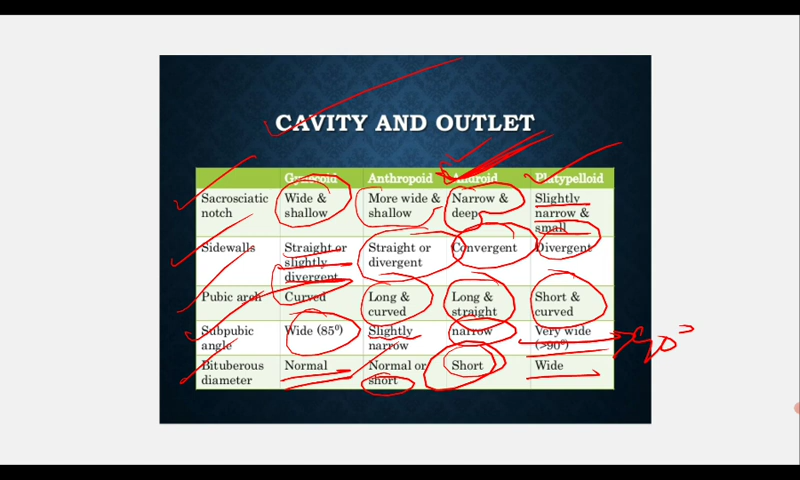 CAVITY AND OUTLET
Gynecoid Anthropoid Android Platypelloid
Sacrosciatic notch Wide & shallow More wide & shallow Narrow & deep Slightly narrow & small
Sidewalls Straight or slightly divergent Straight or divergent Convergent Divergent
Pubic arch Curved Long & curved Long & straight Short & curved
Subpubic angle Wide (85⁰) Slightly narrow narrow Very wide (>90⁰)
>90°
Bituberous diameter Normal Normal or short Short Wide